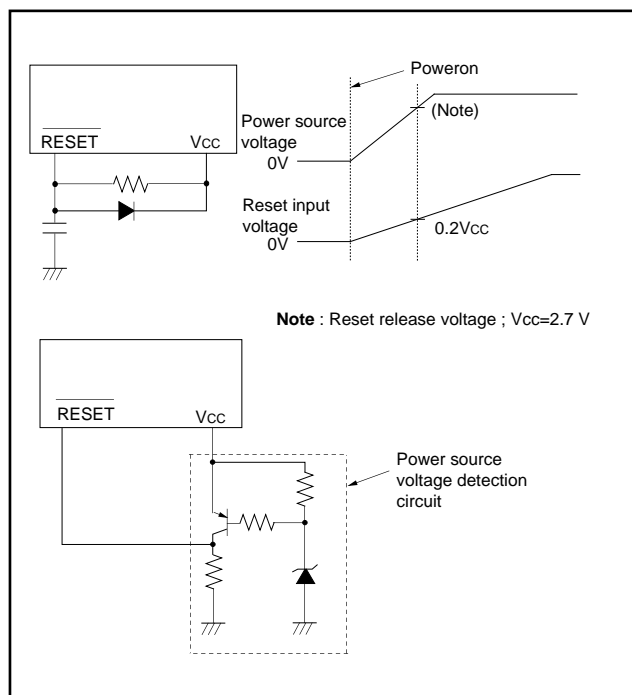 Poweron
(Note)
Power source
voltage
0V
RESET
VCC
Reset input
voltage
0V
0.2VCC
Note : Reset release voltage ; Vcc=2.7 V
RESET
VCC
Power source
voltage detection
circuit